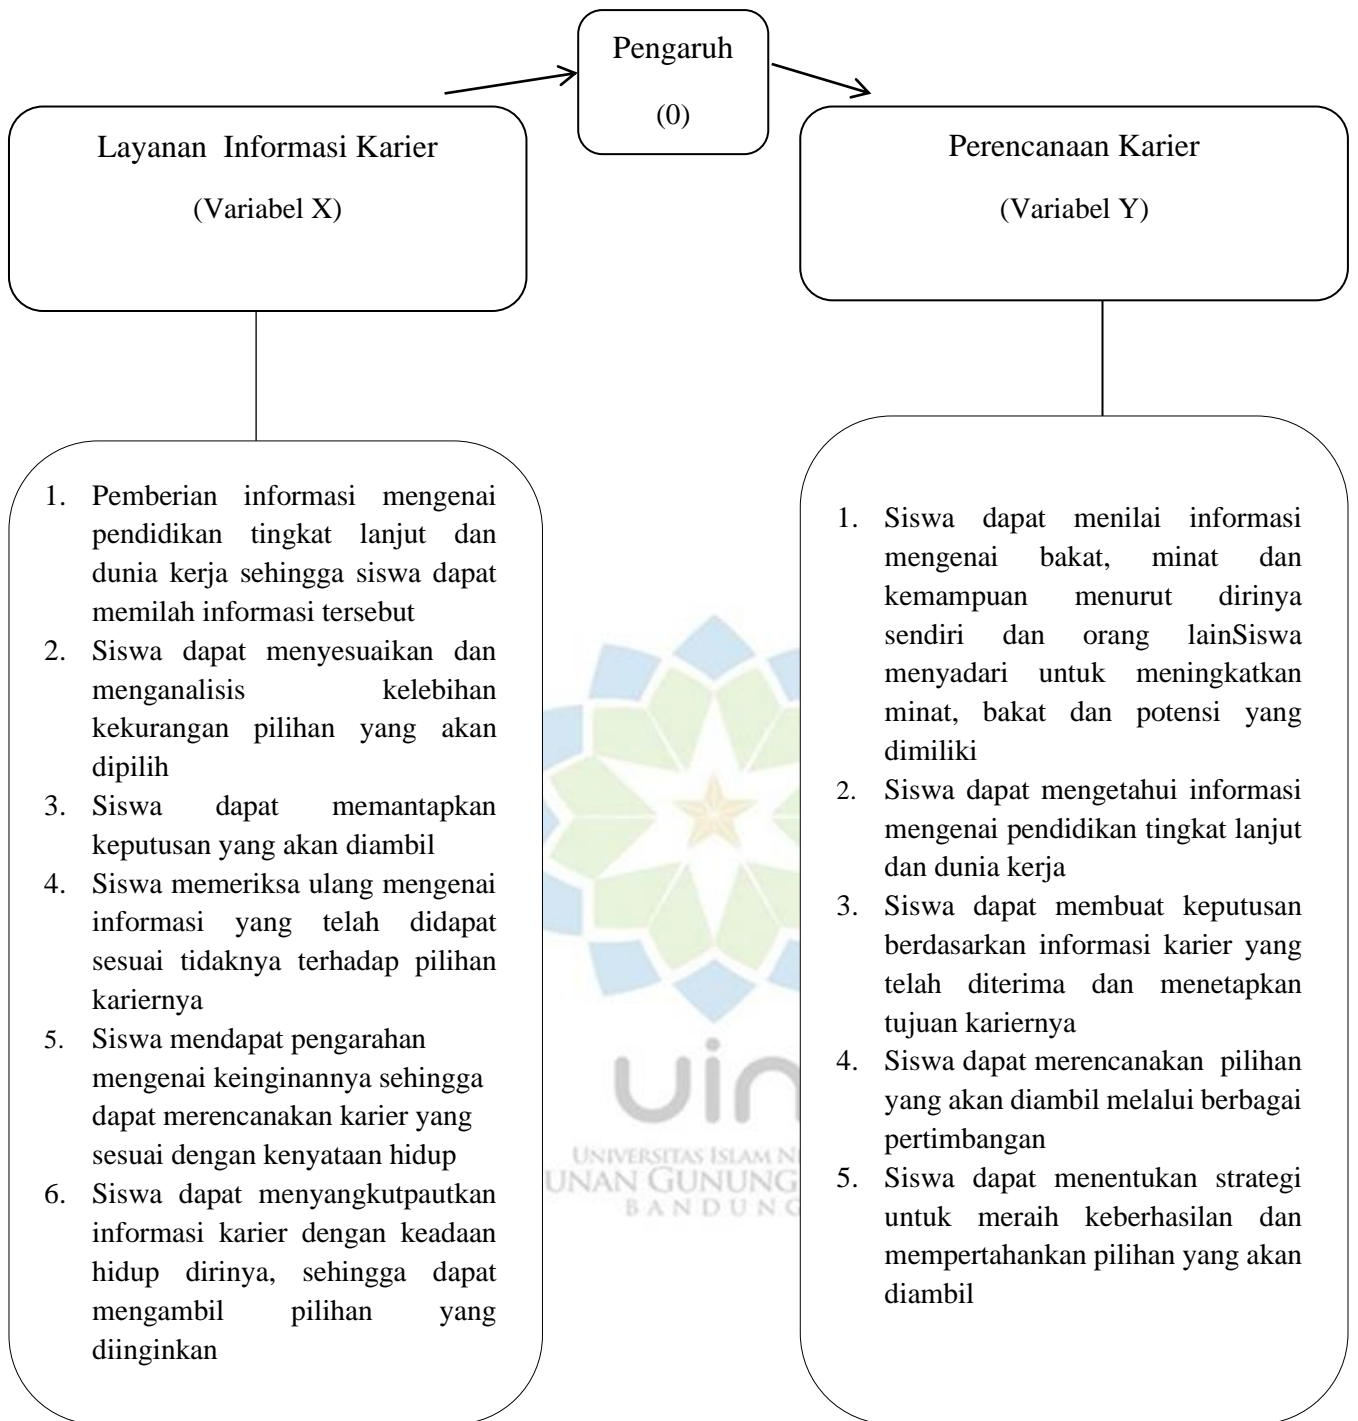 Pengaruh
(0)
Layanan Informasi Karier
(Variabel X)
Perencanaan Karier
(Variabel Y)
1. Pemberian informasi mengenai
pendidikan tingkat lanjut dan
dunia kerja sehingga siswa dapat
memilah informasi tersebut
2. Siswa dapat menyesuaikan dan
menganalisis kelebihan
kekurangan pilihan yang akan
dipilih
3. Siswa dapat memantapkan
keputusan yang akan diambil
4. Siswa memeriksa ulang mengenai
informasi yang telah didapat
sesuai tidaknya terhadap pilihan
kariernya
5. Siswa mendapat pengarahan
mengenai keinginannya sehingga
dapat merencanakan karier yang
sesuai dengan kenyataan hidup
6. Siswa dapat menyangkutpautkan
informasi karier dengan keadaan
hidup dirinya, sehingga dapat
mengambil pilihan yang
diinginkan
1. Siswa dapat menilai informasi
mengenai bakat, minat dan
kemampuan menurut dirinya
sendiri dan orang lainSiswa
menyadari untuk meningkatkan
minat, bakat dan potensi yang
dimiliki
2. Siswa dapat mengetahui informasi
mengenai pendidikan tingkat lanjut
dan dunia kerja
3. Siswa dapat membuat keputusan
berdasarkan informasi karier yang
telah diterima dan menetapkan
tujuan kariernya
4. Siswa dapat merencanakan pilihan
yang akan diambil melalui berbagai
pertimbangan
5. Siswa dapat menentukan strategi
untuk meraih keberhasilan dan
mempertahankan pilihan yang akan
diambil
uin
UNIVERSITAS ISLAM N
UNAN GUNUNG
BANDUNG